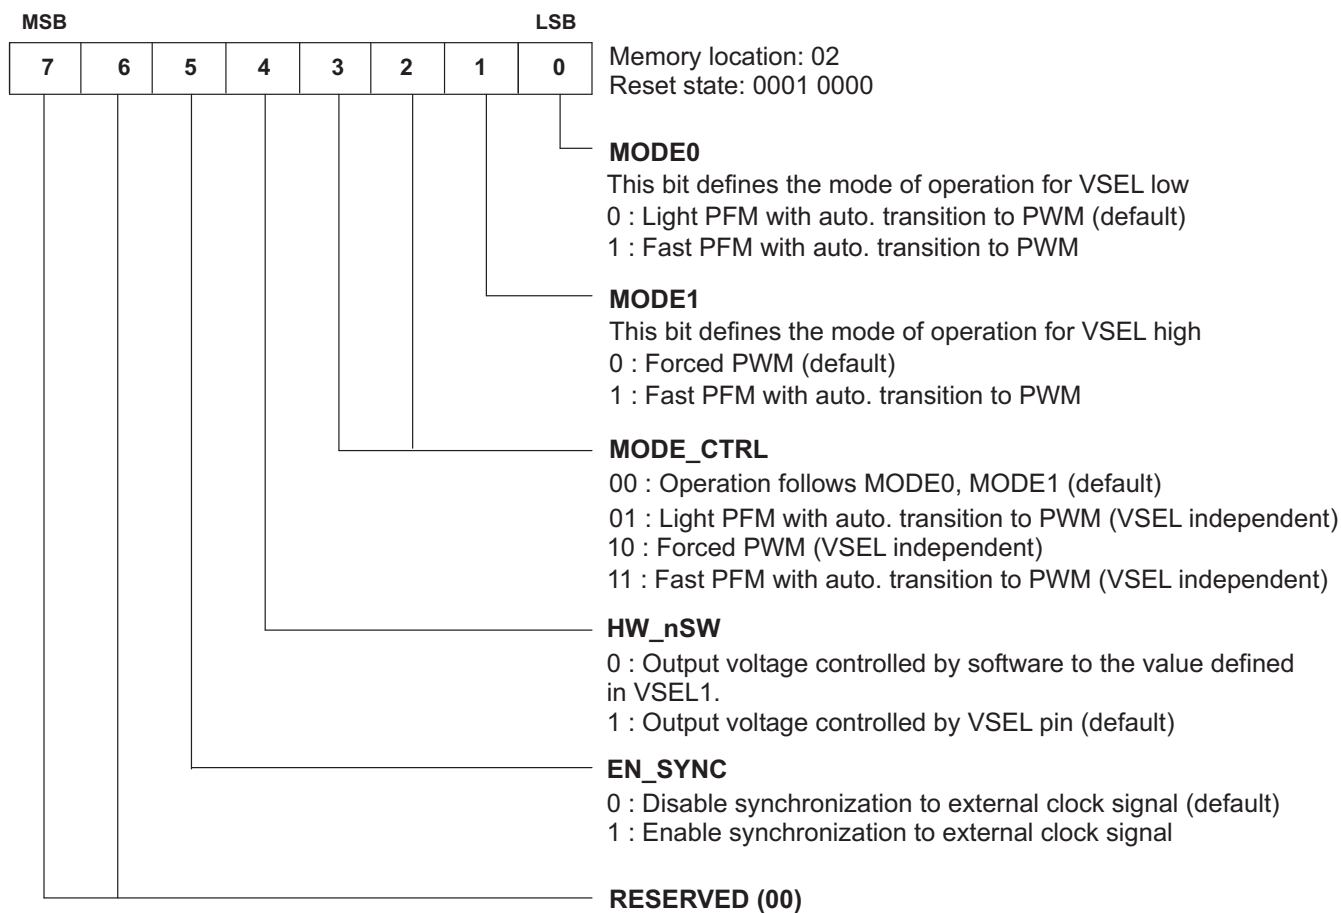 MSB LSB
7 6 5 4 3 2 1 0
Memory location: 02
Reset state: 0001 0000
MODE0
This bit defines the mode of operation for VSEL low
0 : Light PFM with auto. transition to PWM (default)
1 : Fast PFM with auto. transition to PWM
MODE1
This bit defines the mode of operation for VSEL high
0 : Forced PWM (default)
1 : Fast PFM with auto. transition to PWM
MODE_CTRL
00 : Operation follows MODE0, MODE1 (default)
01 : Light PFM with auto. transition to PWM (VSEL independent)
10 : Forced PWM (VSEL independent)
11 : Fast PFM with auto. transition to PWM (VSEL independent)
HW_nSW
0 : Output voltage controlled by software to the value defined
in VSEL1.
1 : Output voltage controlled by VSEL pin (default)
EN_SYNC
0 : Disable synchronization to external clock signal (default)
1 : Enable synchronization to external clock signal
RESERVED (00)